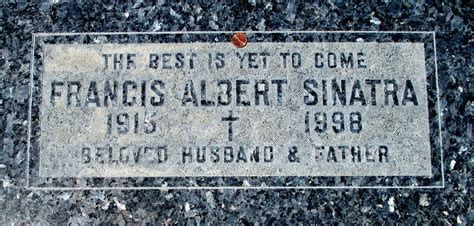 THE BEST IS YET TO COME
FRANCIS ALBERT SINATRA
1915 † 1998
BELOVED HUSBAND & FATHER